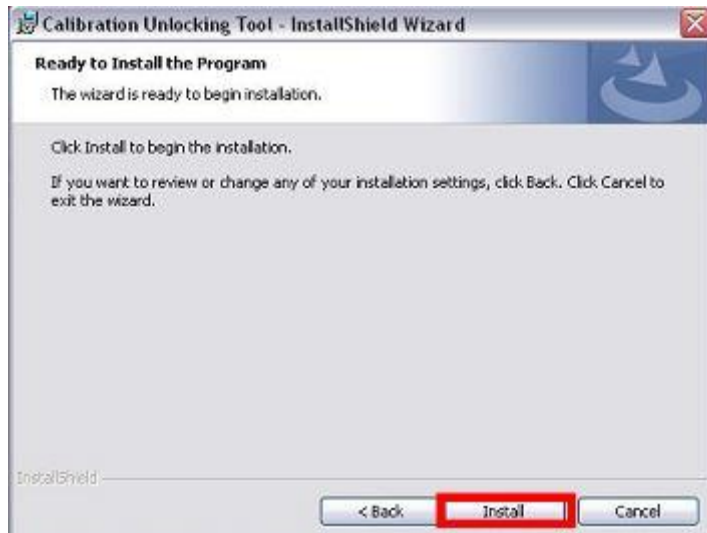 Calibration Unlocking Tool - InstallShield Wizard
Ready to Install the Program
The wizard is ready to begin installation.
Click Install to begin the installation.
If you want to review or change any of your installation settings, click Back. Click Cancel to
exit the wizard.
InstallShield
< Back Install Cancel